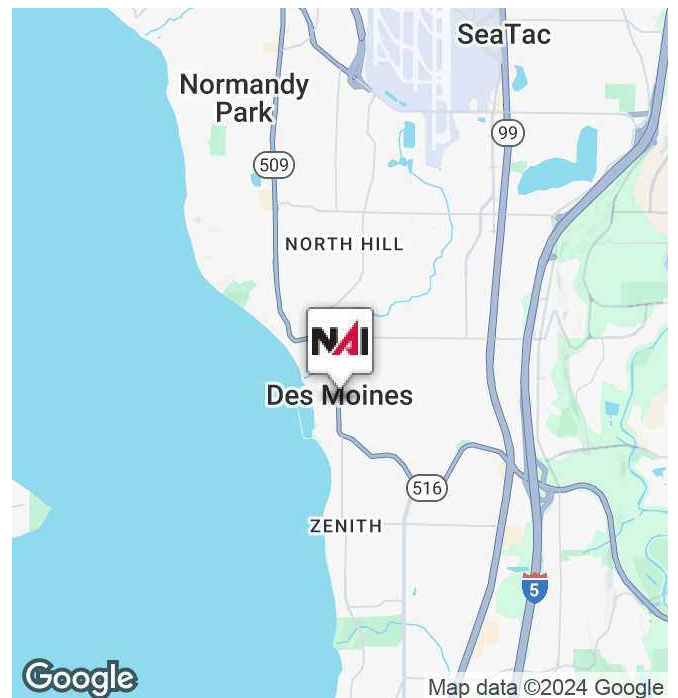 SeaTac
Normandy
Park
99
509
NORTH HILL
NAI
Des Moines
516
ZENITH
5
Google
Map data ©2024 Google